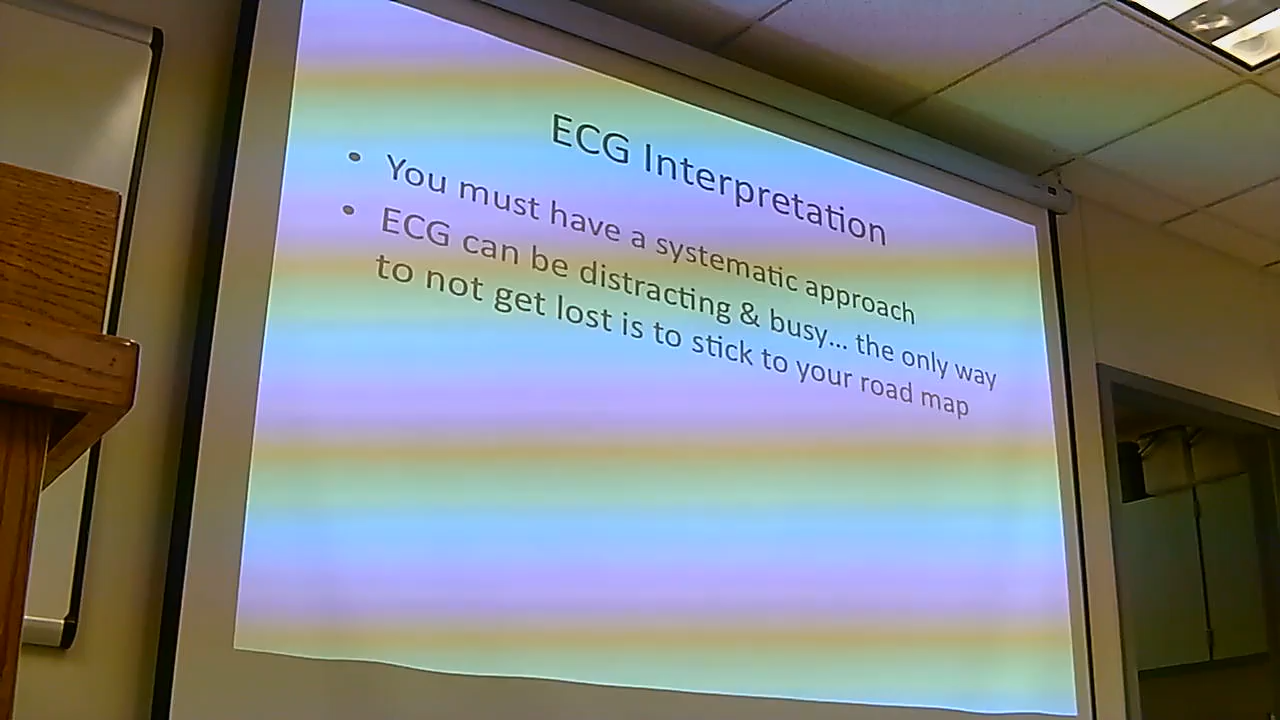 ECG Interpretation
• You must have a systematic approach
• ECG can be distracting & busy... the only way
to not get lost is to stick to your road map